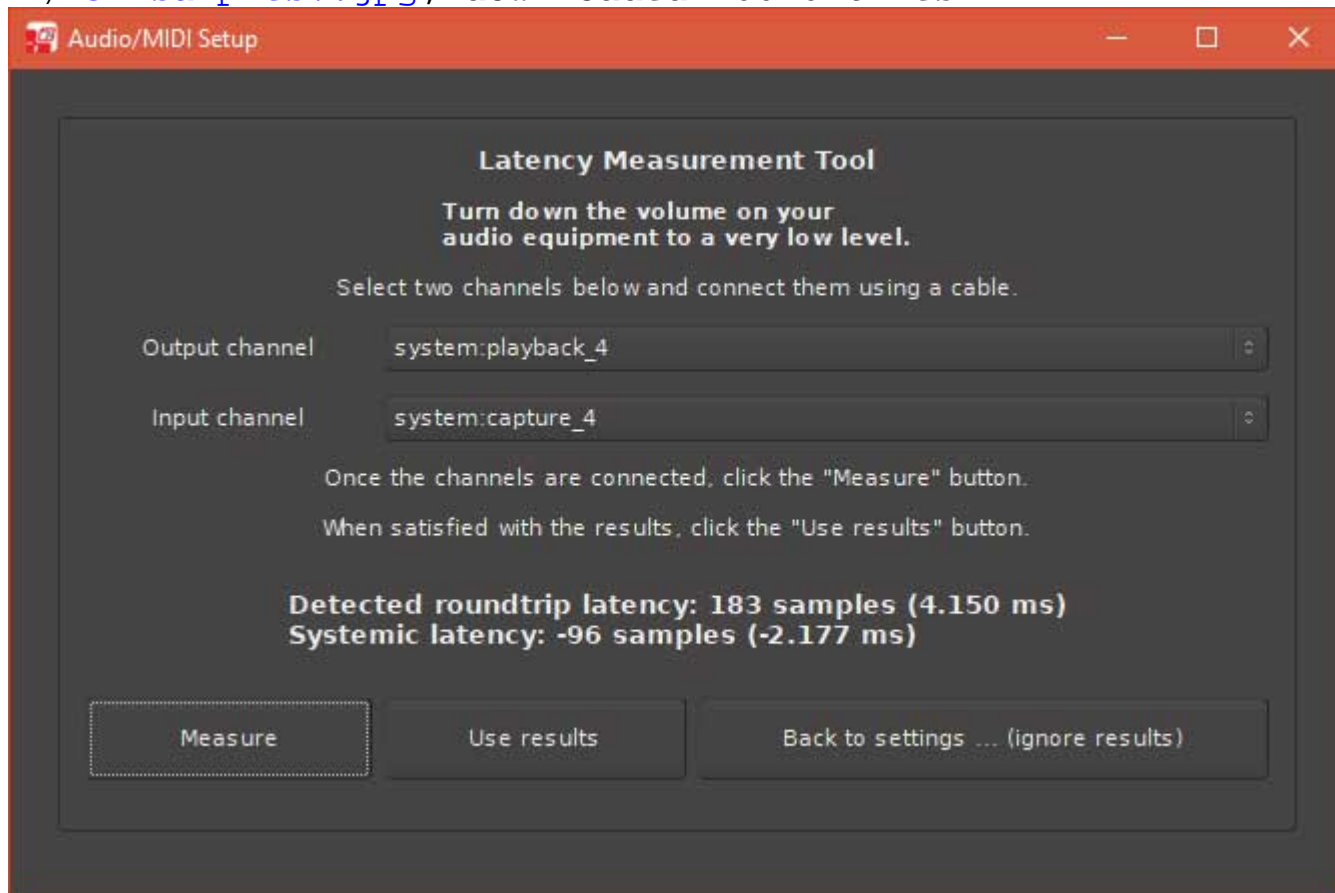 Audio/MIDI Setup
Latency Measurement Tool
Turn down the volume on your
audio equipment to a very low level.
Select two channels below and connect them using a cable.
Output channel system:playback_4
Input channel system:capture_4
Once the channels are connected, click the "Measure" button.
When satisfied with the results, click the "Use results" button.
Detected roundtrip latency: 183 samples (4.150 ms)
Systemic latency: -96 samples (-2.177 ms)
Measure Use results Back to settings ... (ignore results)